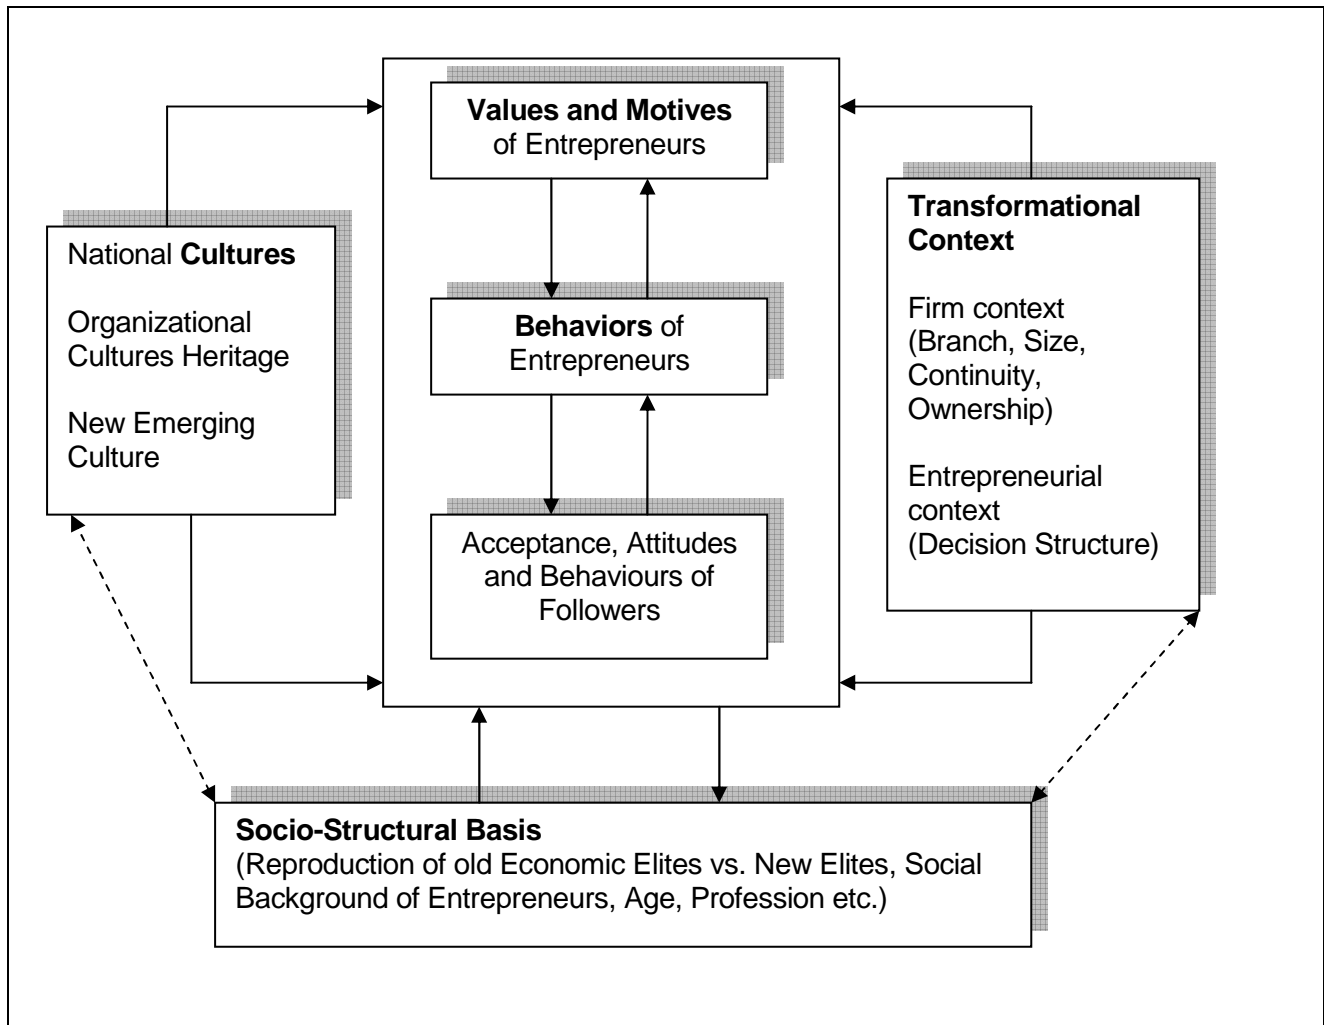 Values and Motives
of Entrepreneurs
National Cultures
Organizational
Cultures Heritage
New Emerging
Culture
Behaviors of
Entrepreneurs
Acceptance, Attitudes
and Behaviours of
Followers
Transformational
Context
Firm context
(Branch, Size,
Continuity,
Ownership)
Entrepreneurial
context
(Decision Structure)
Socio-Structural Basis
(Reproduction of old Economic Elites vs. New Elites, Social
Background of Entrepreneurs, Age, Profession etc.)